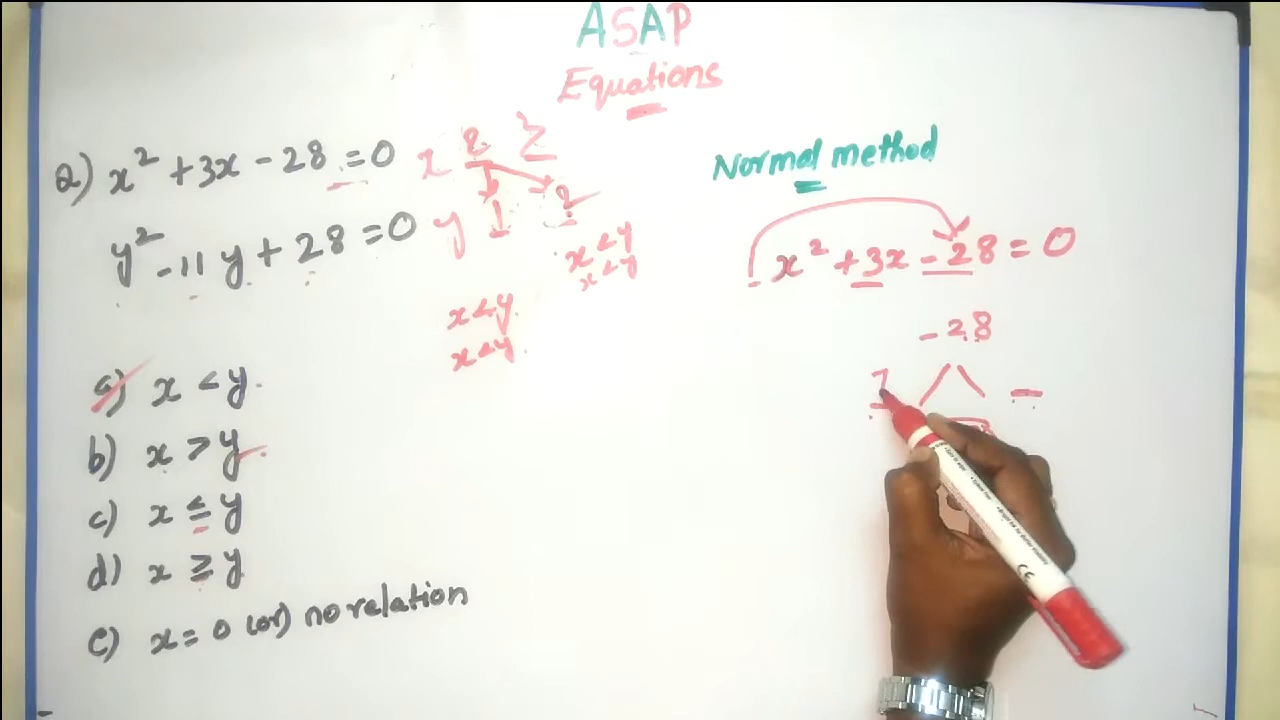 ASAP
Equations
Q) x² + 3x - 28 = 0
y² - 11y + 28 = 0
x
y
x < y
x < y
x < y
x < y
a) x < y
b) x > y
c) x ≤ y
d) x ≥ y
e) x = 0 (or) no relation
Normal method
x² + 3x - 28 = 0
- 28
7